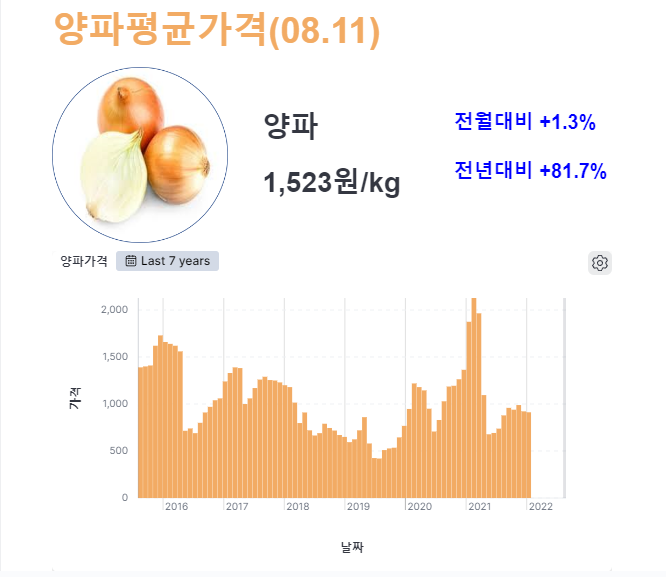 양파평균가격(08.11)
양파
전월대비 +1.3%
1,523원/kg
전년대비 +81.7%
양파가격 Last 7 years
2,000
1,500
1,000
500
0
가격
2016 2017 2018 2019 2020 2021 2022
날짜